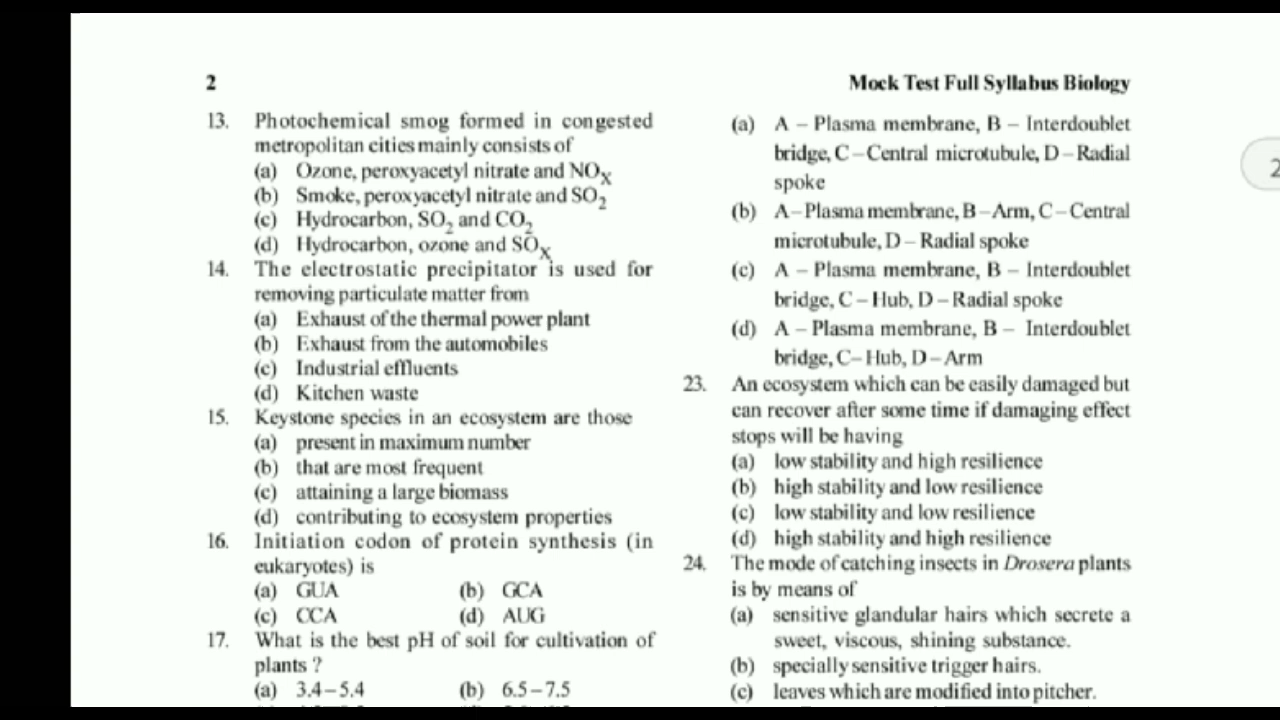 2
Mock Test Full Syllabus Biology
13. Photochemical smog formed in congested
metropolitan cities mainly consists of
(a) Ozone, peroxyacetyl nitrate and NOX
(b) Smoke, peroxyacetyl nitrate and SO2
(c) Hydrocarbon, SO2 and CO2
(d) Hydrocarbon, ozone and SOX
14. The electrostatic precipitator is used for
removing particulate matter from
(a) Exhaust of the thermal power plant
(b) Exhaust from the automobiles
(c) Industrial effluents
(d) Kitchen waste
15. Keystone species in an ecosystem are those
(a) present in maximum number
(b) that are most frequent
(c) attaining a large biomass
(d) contributing to ecosystem properties
16. Initiation codon of protein synthesis (in
eukaryotes) is
(a) GUA (b) GCA
(c) CCA (d) AUG
17. What is the best pH of soil for cultivation of
plants ?
(a) 3.4–5.4 (b) 6.5–7.5
(a) A – Plasma membrane, B – Interdoublet
bridge, C – Central microtubule, D – Radial
spoke
(b) A – Plasma membrane, B – Arm, C – Central
microtubule, D – Radial spoke
(c) A – Plasma membrane, B – Interdoublet
bridge, C – Hub, D – Radial spoke
(d) A – Plasma membrane, B – Interdoublet
bridge, C– Hub, D – Arm
23. An ecosystem which can be easily damaged but
can recover after some time if damaging effect
stops will be having
(a) low stability and high resilience
(b) high stability and low resilience
(c) low stability and low resilience
(d) high stability and high resilience
24. The mode of catching insects in Drosera plants
is by means of
(a) sensitive glandular hairs which secrete a
sweet, viscous, shining substance.
(b) specially sensitive trigger hairs.
(c) leaves which are modified into pitcher.
2